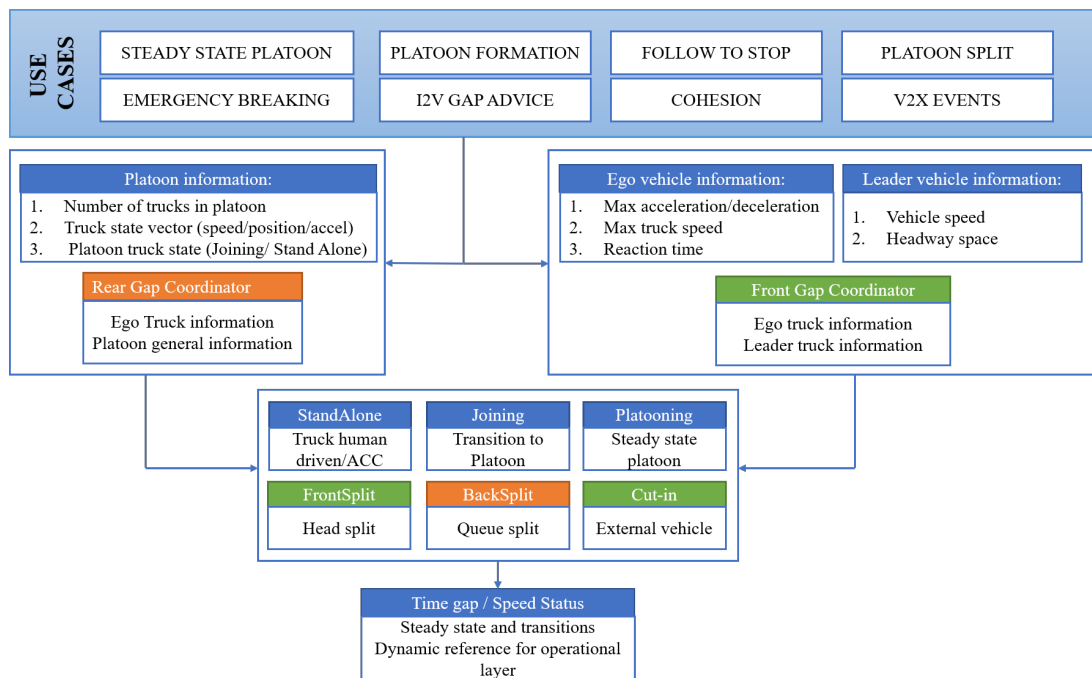 USE CASES
STEADY STATE PLATOON
PLATOON FORMATION
FOLLOW TO STOP
PLATOON SPLIT
EMERGENCY BREAKING
I2V GAP ADVICE
COHESION
V2X EVENTS
Platoon information:
1. Number of trucks in platoon
2. Truck state vector (speed/position/accel)
3. Platoon truck state (Joining/ Stand Alone)
Rear Gap Coordinator
Ego Truck information
Platoon general information
Ego vehicle information:
1. Max acceleration/deceleration
2. Max truck speed
3. Reaction time
Leader vehicle information:
1. Vehicle speed
2. Headway space
Front Gap Coordinator
Ego truck information
Leader truck information
StandAlone
Truck human
driven/ACC
Joining
Transition to
Platoon
Platooning
Steady state
platoon
FrontSplit
Head split
BackSplit
Queue split
Cut-in
External vehicle
Time gap / Speed Status
Steady state and transitions
Dynamic reference for operational
layer